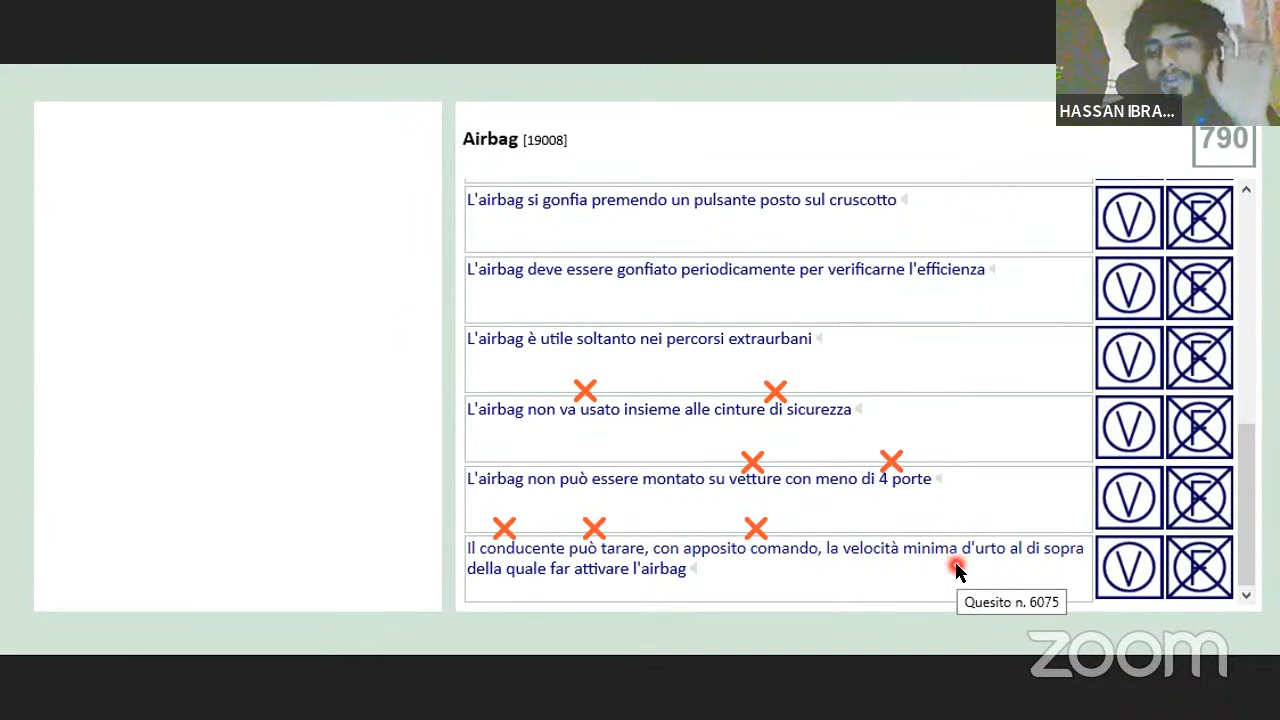 HASSAN IBRA...
Airbag [19008]
790
L'airbag si gonfia premendo un pulsante posto sul cruscotto
V F
L'airbag deve essere gonfiato periodicamente per verificarne l'efficienza
V F
L'airbag è utile soltanto nei percorsi extraurbani
V F
L'airbag non va usato insieme alle cinture di sicurezza
V F
L'airbag non può essere montato su vetture con meno di 4 porte
V F
Il conducente può tarare, con apposito comando, la velocità minima d'urto al di sopra
della quale far attivare l'airbag
V F
Quesito n. 6075
zoom